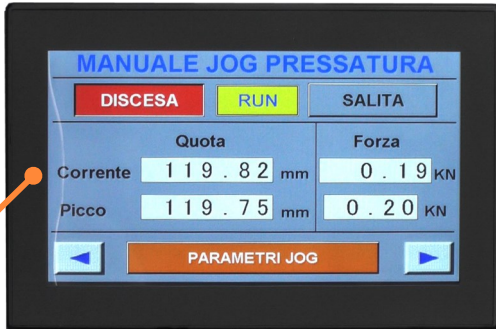 MANUALE JOG PRESSATURA
DISCESA RUN SALITA
Quota Forza
Corrente 119.82 mm 0.19 KN
Picco 119.75 mm 0.20 KN
PARAMETRI JOG